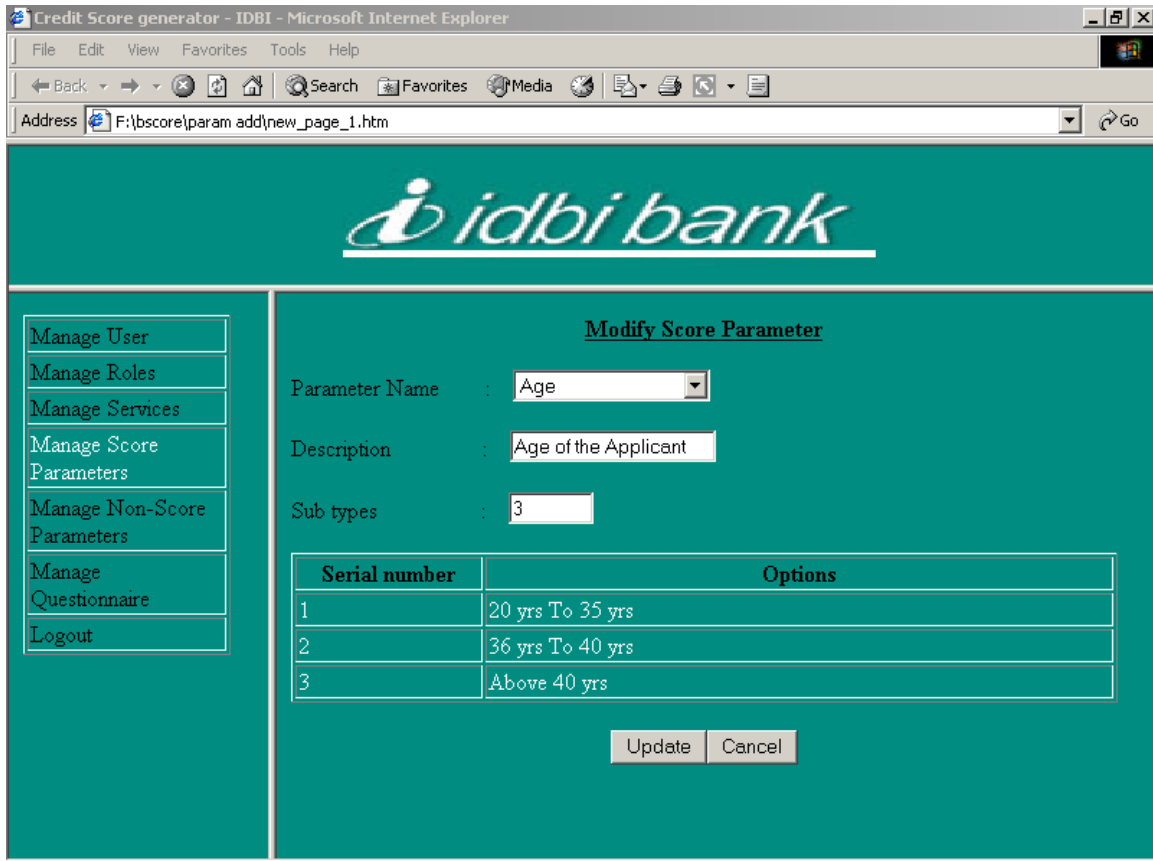 Credit Score generator - IDBI - Microsoft Internet Explorer
File Edit View Favorites Tools Help
Back Search Favorites Media
Address F:\bscore\param add\new_page_1.htm Go
idbi bank
Manage User
Manage Roles
Manage Services
Manage Score
Parameters
Manage Non-Score
Parameters
Manage
Questionnaire
Logout
Modify Score Parameter
Parameter Name : Age
Description : Age of the Applicant
Sub types : 3
Serial number Options
1 20 yrs To 35 yrs
2 36 yrs To 40 yrs
3 Above 40 yrs
Update Cancel